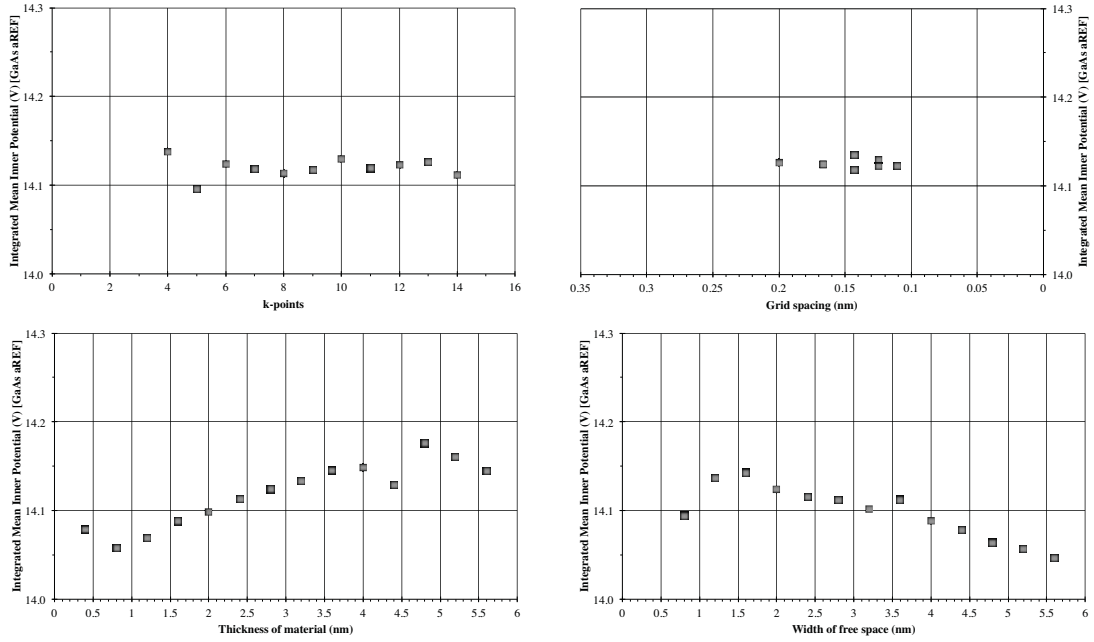 14.3
14.2
14.1
14.0
Integrated Mean Inner Potential (V) [GaAs aREF]
0 2 4 6 8 10 12 14 16
k-points
14.3
14.2
14.1
14.0
Integrated Mean Inner Potential (V) [GaAs aREF]
0.35 0.3 0.25 0.2 0.15 0.1 0.05 0
Grid spacing (nm)
14.3
14.2
14.1
14.0
Integrated Mean Inner Potential (V) [GaAs aREF]
0 0.5 1 1.5 2 2.5 3 3.5 4 4.5 5 5.5 6
Thickness of material (nm)
14.3
14.2
14.1
14.0
Integrated Mean Inner Potential (V) [GaAs aREF]
0 0.5 1 1.5 2 2.5 3 3.5 4 4.5 5 5.5 6
Width of free space (nm)